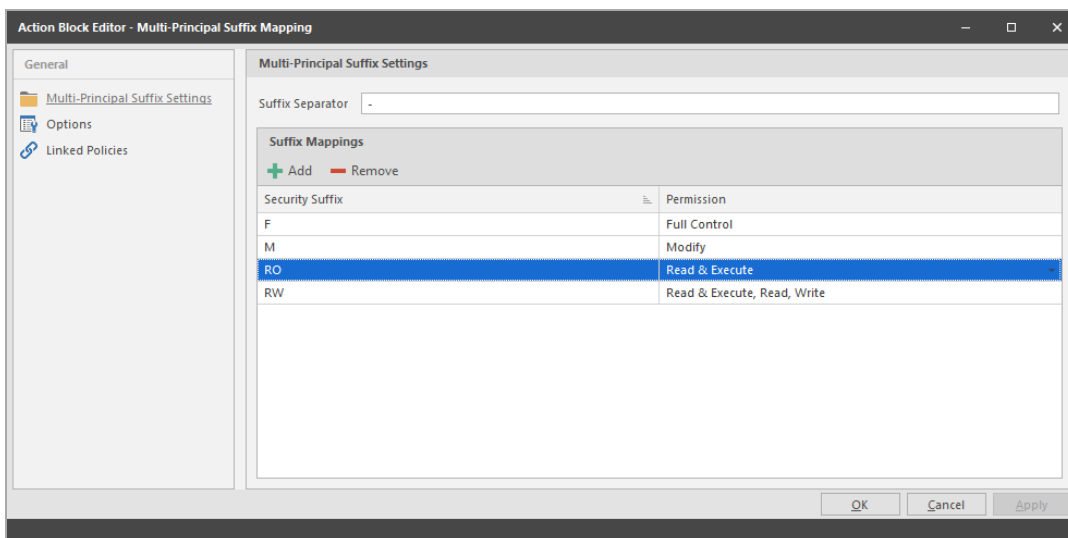 Action Block Editor - Multi-Principal Suffix Mapping
General
Multi-Principal Suffix Settings
Options
Linked Policies
Multi-Principal Suffix Settings
Suffix Separator -
Suffix Mappings
Add Remove
Security Suffix Permission
F Full Control
M Modify
RO Read & Execute
RW Read & Execute, Read, Write
OK Cancel Apply